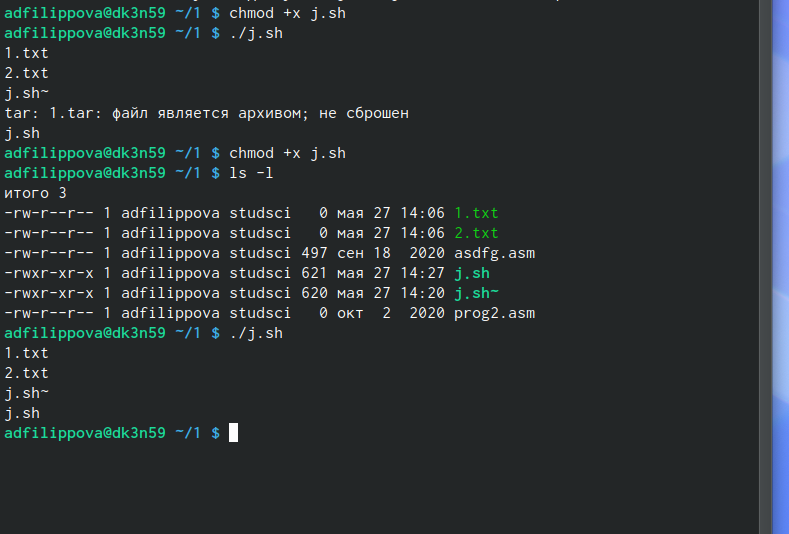 adfilippova@dk3n59 ~/1 $ chmod +x j.sh
adfilippova@dk3n59 ~/1 $ ./j.sh
1.txt
2.txt
j.sh~
tar: 1.tar: файл является архивом; не сброшен
j.sh
adfilippova@dk3n59 ~/1 $ chmod +x j.sh
adfilippova@dk3n59 ~/1 $ ls -l
итого 3
-rw-r--r-- 1 adfilippova studsci   0 мая 27 14:06 1.txt
-rw-r--r-- 1 adfilippova studsci   0 мая 27 14:06 2.txt
-rw-r--r-- 1 adfilippova studsci 497 сен 18  2020 asdfg.asm
-rwxr-xr-x 1 adfilippova studsci 621 мая 27 14:27 j.sh
-rwxr-xr-x 1 adfilippova studsci 620 мая 27 14:20 j.sh~
-rw-r--r-- 1 adfilippova studsci   0 окт  2  2020 prog2.asm
adfilippova@dk3n59 ~/1 $ ./j.sh
1.txt
2.txt
j.sh~
j.sh
adfilippova@dk3n59 ~/1 $